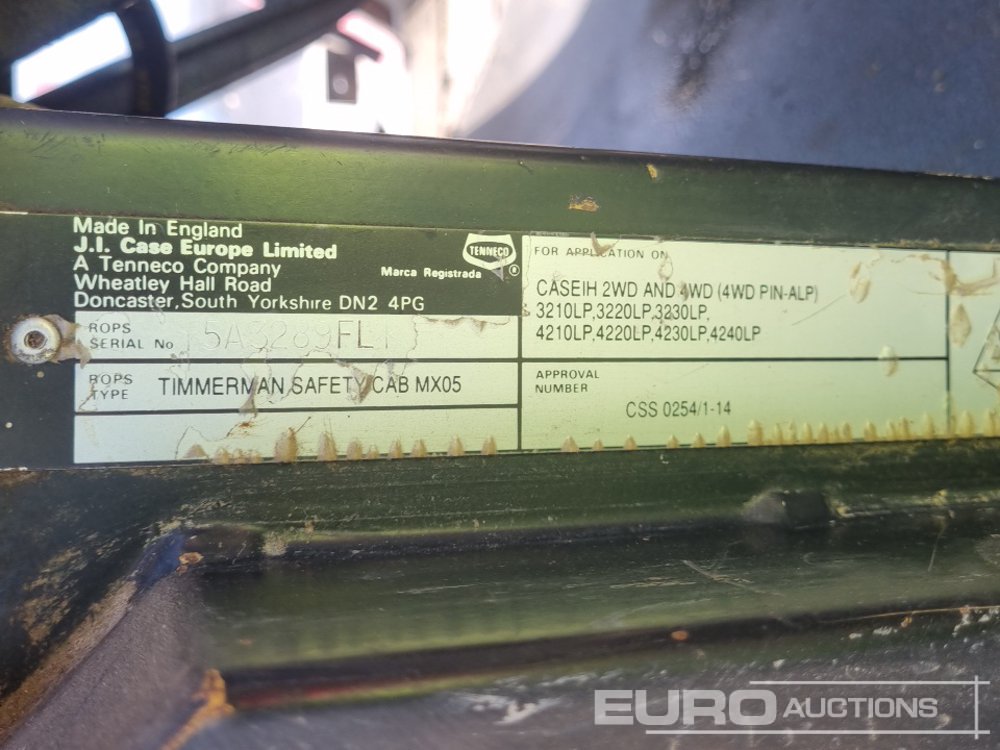 Made In England
J.I. Case Europe Limited
A Tenneco Company
Wheatley Hall Road
Doncaster, South Yorkshire DN2 4PG
TENNECO
Marca Registrada ®
ROPS
SERIAL No 5A3289FL
ROPS
TYPE TIMMERMAN SAFETY CAB MX05
FOR APPLICATION ON
CASEIH 2WD AND 4WD (4WD PIN-ALP)
3210LP,3220LP,3230LP,
4210LP,4220LP,4230LP,4240LP
APPROVAL
NUMBER
CSS 0254/1-14
EURO AUCTIONS